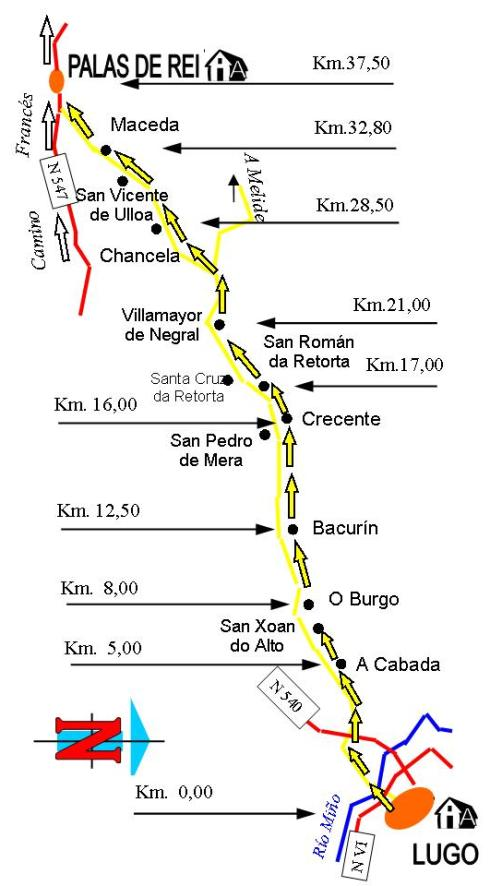 PALAS DE REI
A
Km.37,50
Francés
Maceda
Km.32,80
N 547
San Vicente
de Ulloa
A Melide
Km.28,50
Camino
Chancela
Villamayor
de Negral
Km.21,00
San Román
da Retorta
Santa Cruz
da Retorta
Km.17,00
Km. 16,00
Crecente
San Pedro
de Mera
Km. 12,50
Bacurín
Km. 8,00
O Burgo
San Xoan
do Alto
Km. 5,00
A Cabada
N 540
N
Km. 0,00
Río Miño
N VI
A
LUGO